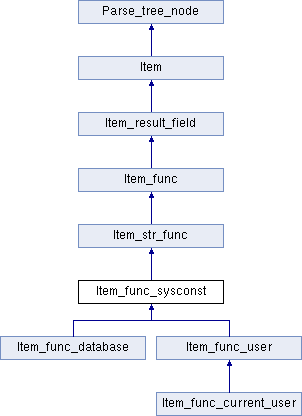 Parse_tree_node
Item
Item_result_field
Item_func
Item_str_func
Item_func_sysconst
Item_func_database
Item_func_user
Item_func_current_user